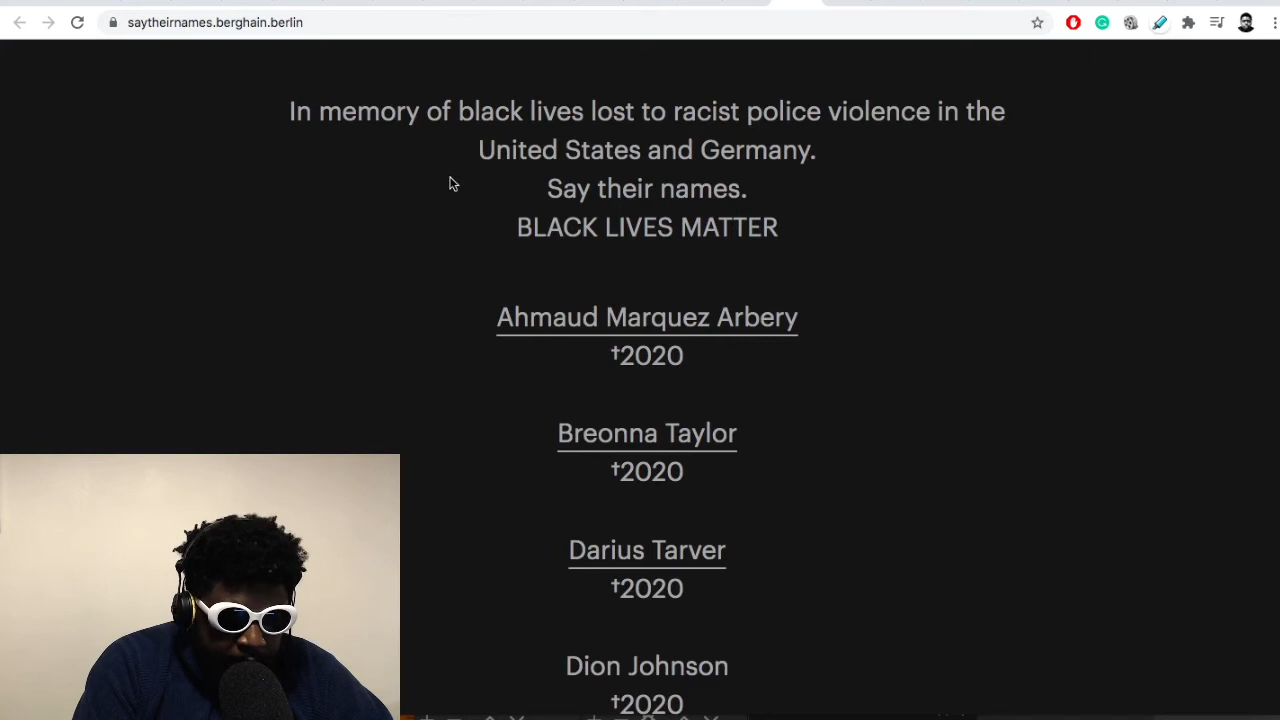 saytheirnames.berghain.berlin
In memory of black lives lost to racist police violence in the
United States and Germany.
Say their names.
BLACK LIVES MATTER
Ahmaud Marquez Arbery
†2020
Breonna Taylor
†2020
Darius Tarver
†2020
Dion Johnson
†2020